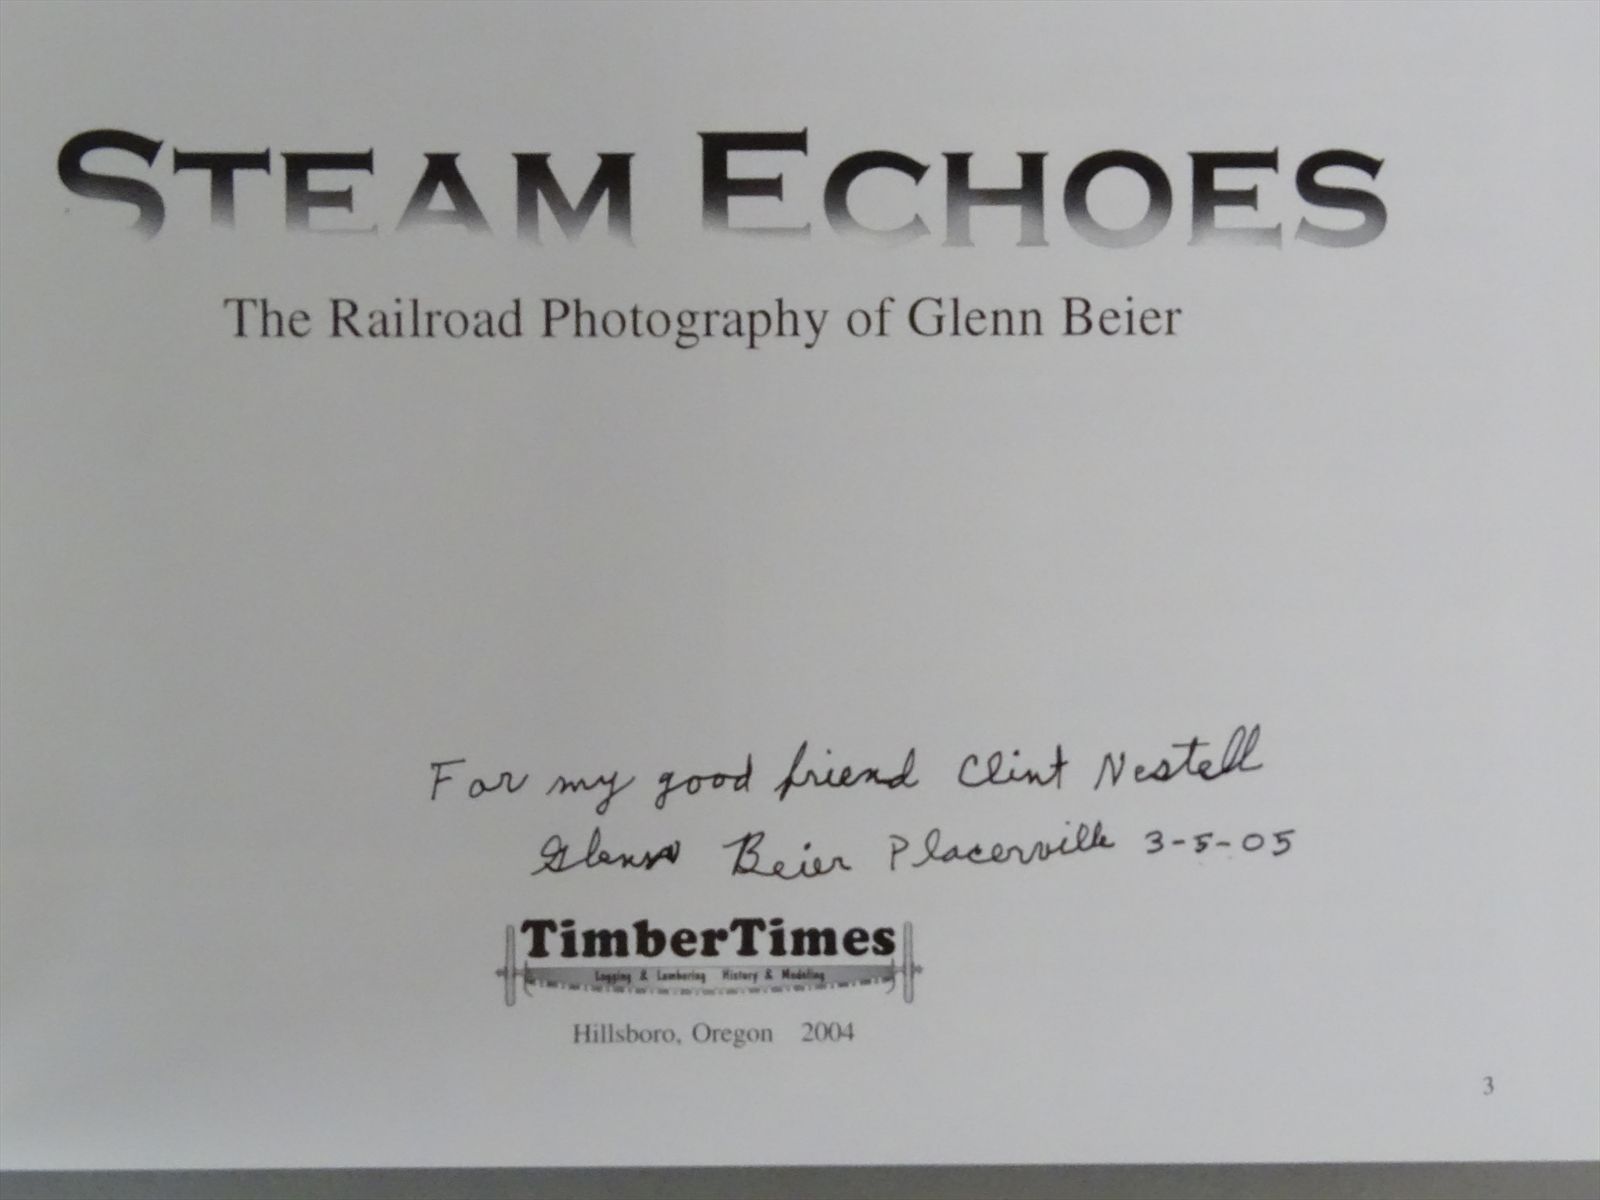 STEAM ECHOES
The Railroad Photography of Glenn Beier
For my good friend Clint Nestell
Glenn Beier Placerville 3-5-05
TimberTimes
Logging & Lumbering History & Modeling
Hillsboro, Oregon 2004
3